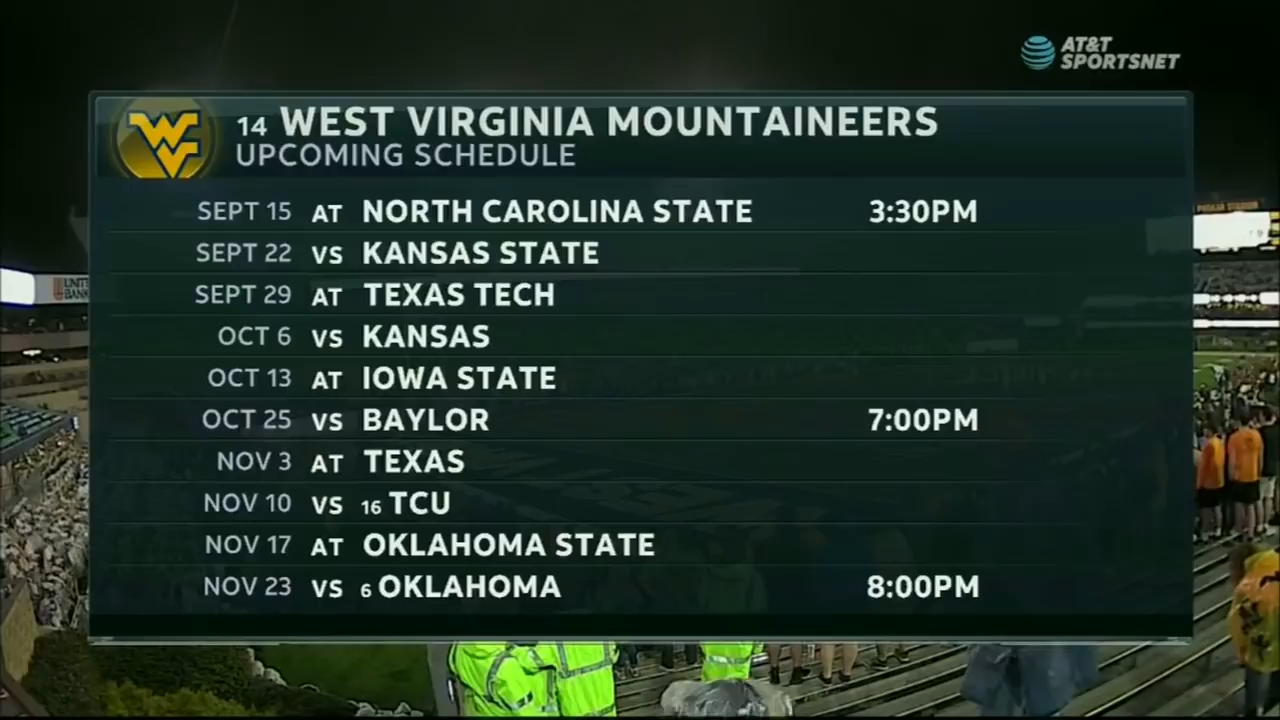 AT&T
SPORTSNET
14 WEST VIRGINIA MOUNTAINEERS
UPCOMING SCHEDULE
SEPT 15 AT NORTH CAROLINA STATE 3:30PM
SEPT 22 VS KANSAS STATE
SEPT 29 AT TEXAS TECH
OCT 6 VS KANSAS
OCT 13 AT IOWA STATE
OCT 25 VS BAYLOR 7:00PM
NOV 3 AT TEXAS
NOV 10 VS 16 TCU
NOV 17 AT OKLAHOMA STATE
NOV 23 VS 6 OKLAHOMA 8:00PM